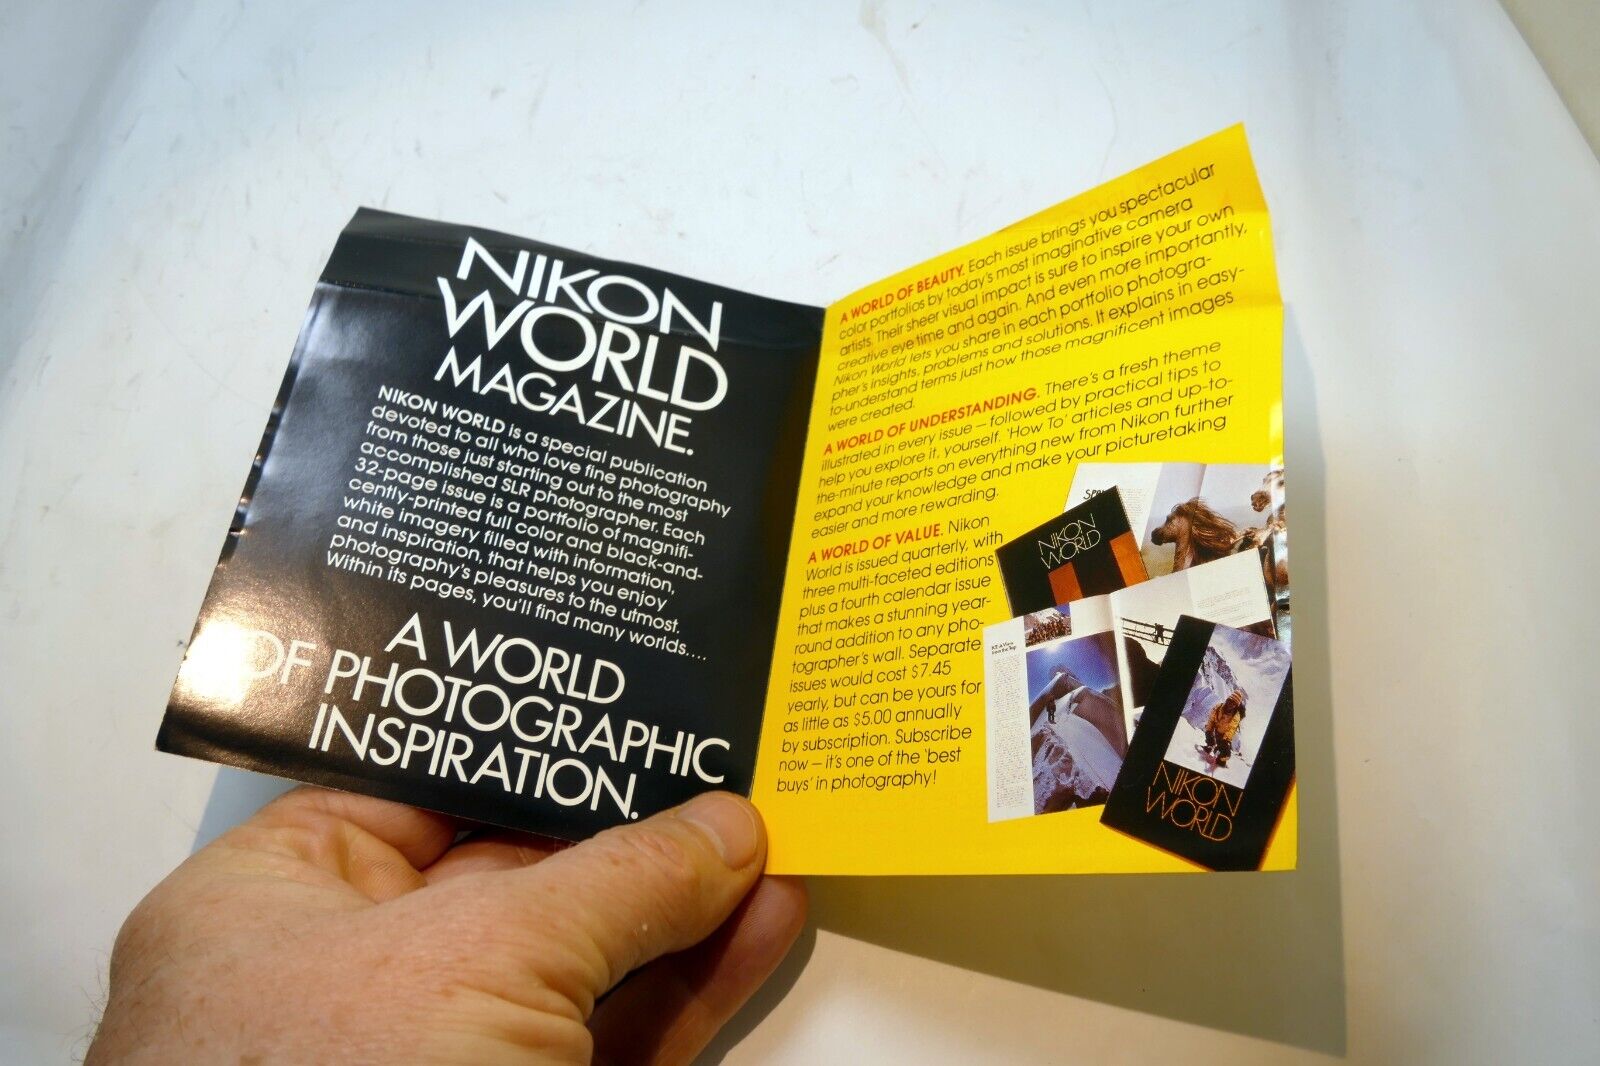 NIKON
WORLD
MAGAZINE.
NIKON WORLD is a special publication
devoted to all who love fine photography
from those just starting out to the most
accomplished SLR photographer. Each
32-page issue is a portfolio of magnifi-
cently-printed full color and black-and-
white imagery filled with information,
and inspiration, that helps you enjoy
photography's pleasures to the utmost.
Within its pages, you'll find many worlds....
A WORLD
OF PHOTOGRAPHIC
INSPIRATION.
A WORLD OF BEAUTY. Each issue brings you spectacular
color portfolios by today's most imaginative camera
artists. Their sheer visual impact is sure to inspire your own
creative eye time and again. And even more importantly,
Nikon World lets you share in each portfolio photogra-
pher's insights, problems and solutions. It explains in easy-
to-understand terms just how those magnificent images
were created.
A WORLD OF UNDERSTANDING. There's a fresh theme
illustrated in every issue — followed by practical tips to
help you explore it, yourself. 'How To' articles and up-to-
the-minute reports on everything new from Nikon further
expand your knowledge and make your picturetaking
easier and more rewarding.
A WORLD OF VALUE. Nikon
World is issued quarterly, with
three multi-faceted editions
plus a fourth calendar issue
that makes a stunning year-
round addition to any pho-
tographer's wall. Separate
issues would cost $7.45
yearly, but can be yours for
as little as $5.00 annually
by subscription. Subscribe
now — it's one of the 'best
buys' in photography!
NIKON
WORLD
NIKON
WORLD